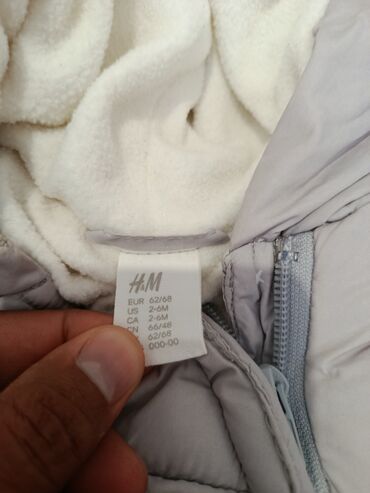 H&M
EUR 62/68
US 2-6M
CA 2-6M
CN 66/48
62/68
000-00